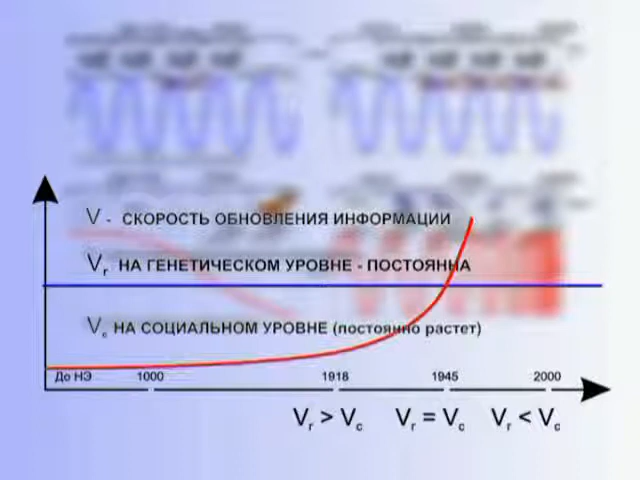 V - СКОРОСТЬ ОБНОВЛЕНИЯ ИНФОРМАЦИИ
Vг НА ГЕНЕТИЧЕСКОМ УРОВНЕ - ПОСТОЯННА
Vс НА СОЦИАЛЬНОМ УРОВНЕ (постоянно растет)
До НЭ 1000 1918 1945 2000
Vг > Vс Vг = Vс Vг < Vс